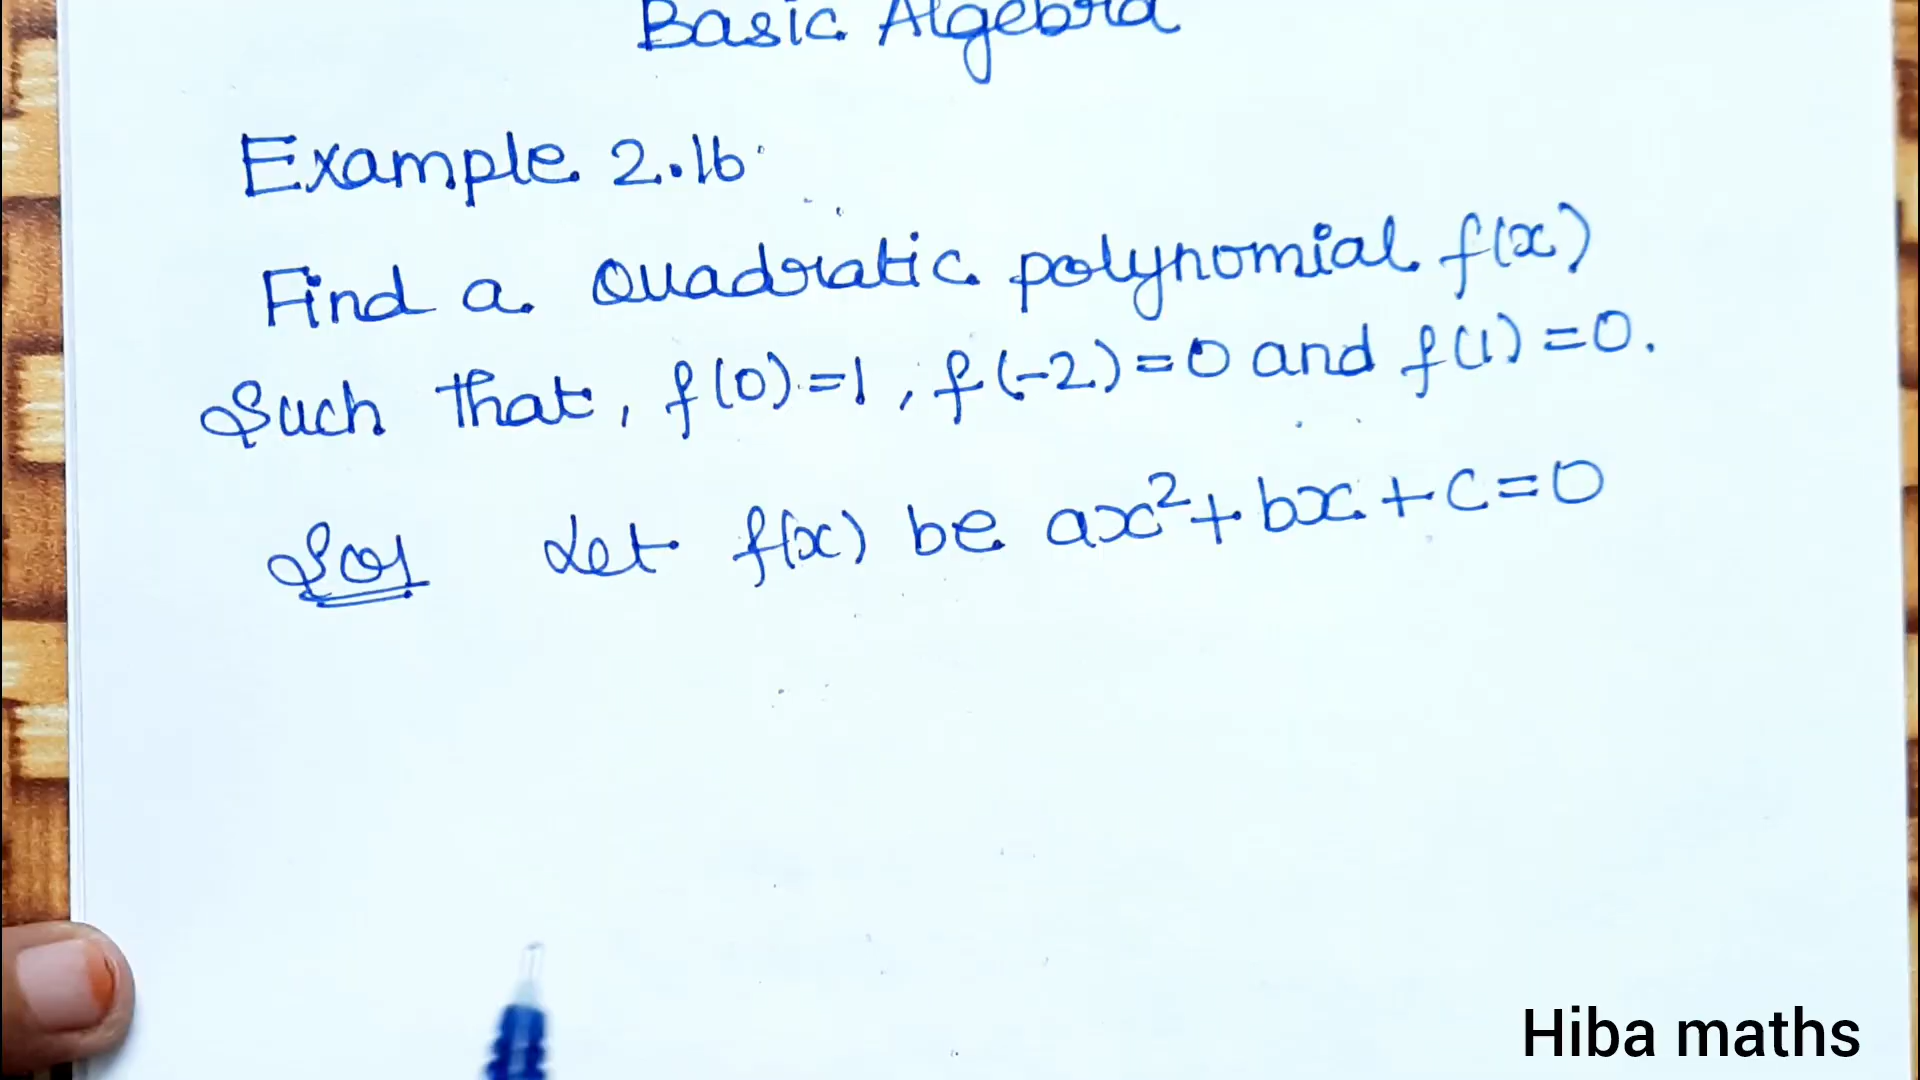 Basic Algebra
Example 2.16
Find a quadratic polynomial f(x)
Such that, f(0)=1, f(-2)=0 and f(1)=0.
Sol Let f(x) be ax²+bx+c=0
Hiba maths